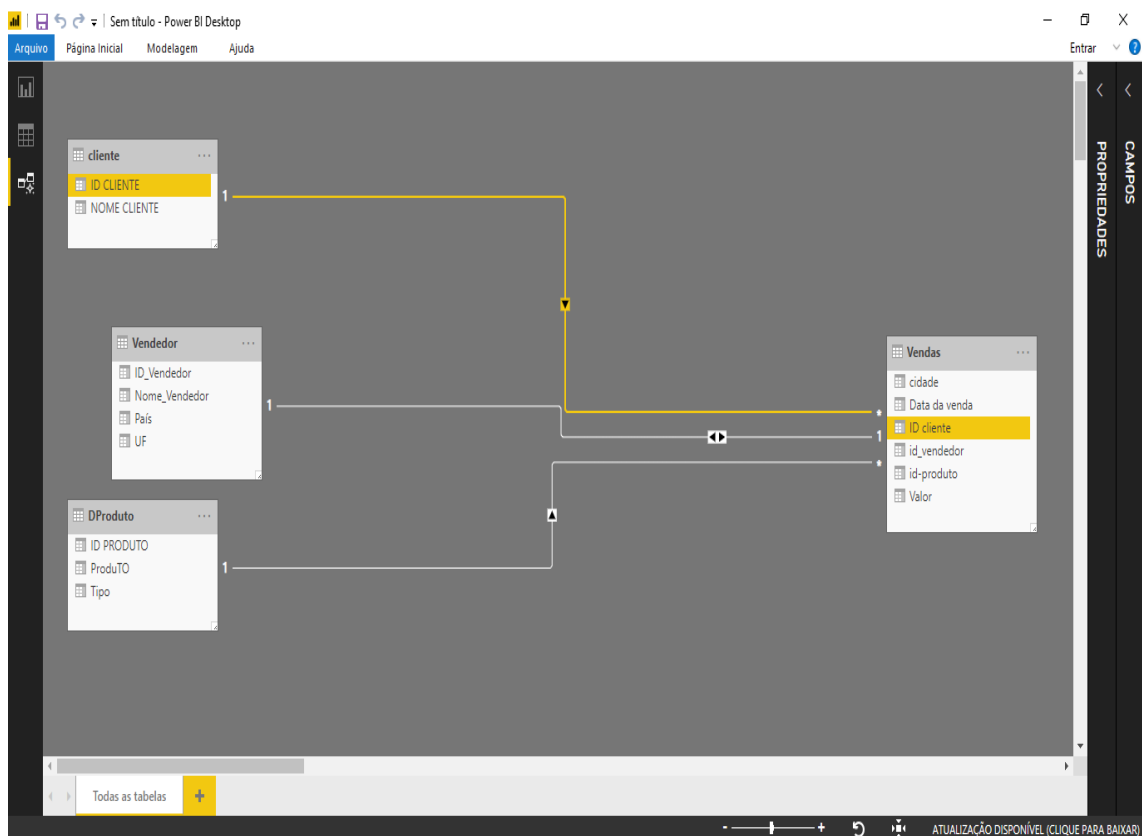 Sem título - Power BI Desktop
Arquivo Página Inicial Modelagem Ajuda Entrar
cliente
ID CLIENTE
NOME CLIENTE
1
Vendedor
ID_Vendedor
Nome_Vendedor
País
UF
1
DProduto
ID PRODUTO
ProduTO
Tipo
1
Vendas
cidade
Data da venda
ID cliente
id_vendedor
id-produto
Valor
*
1
*
PROPRIEDADES
CAMPOS
Todas as tabelas +
- + ATUALIZAÇÃO DISPONÍVEL (CLIQUE PARA BAIXAR)